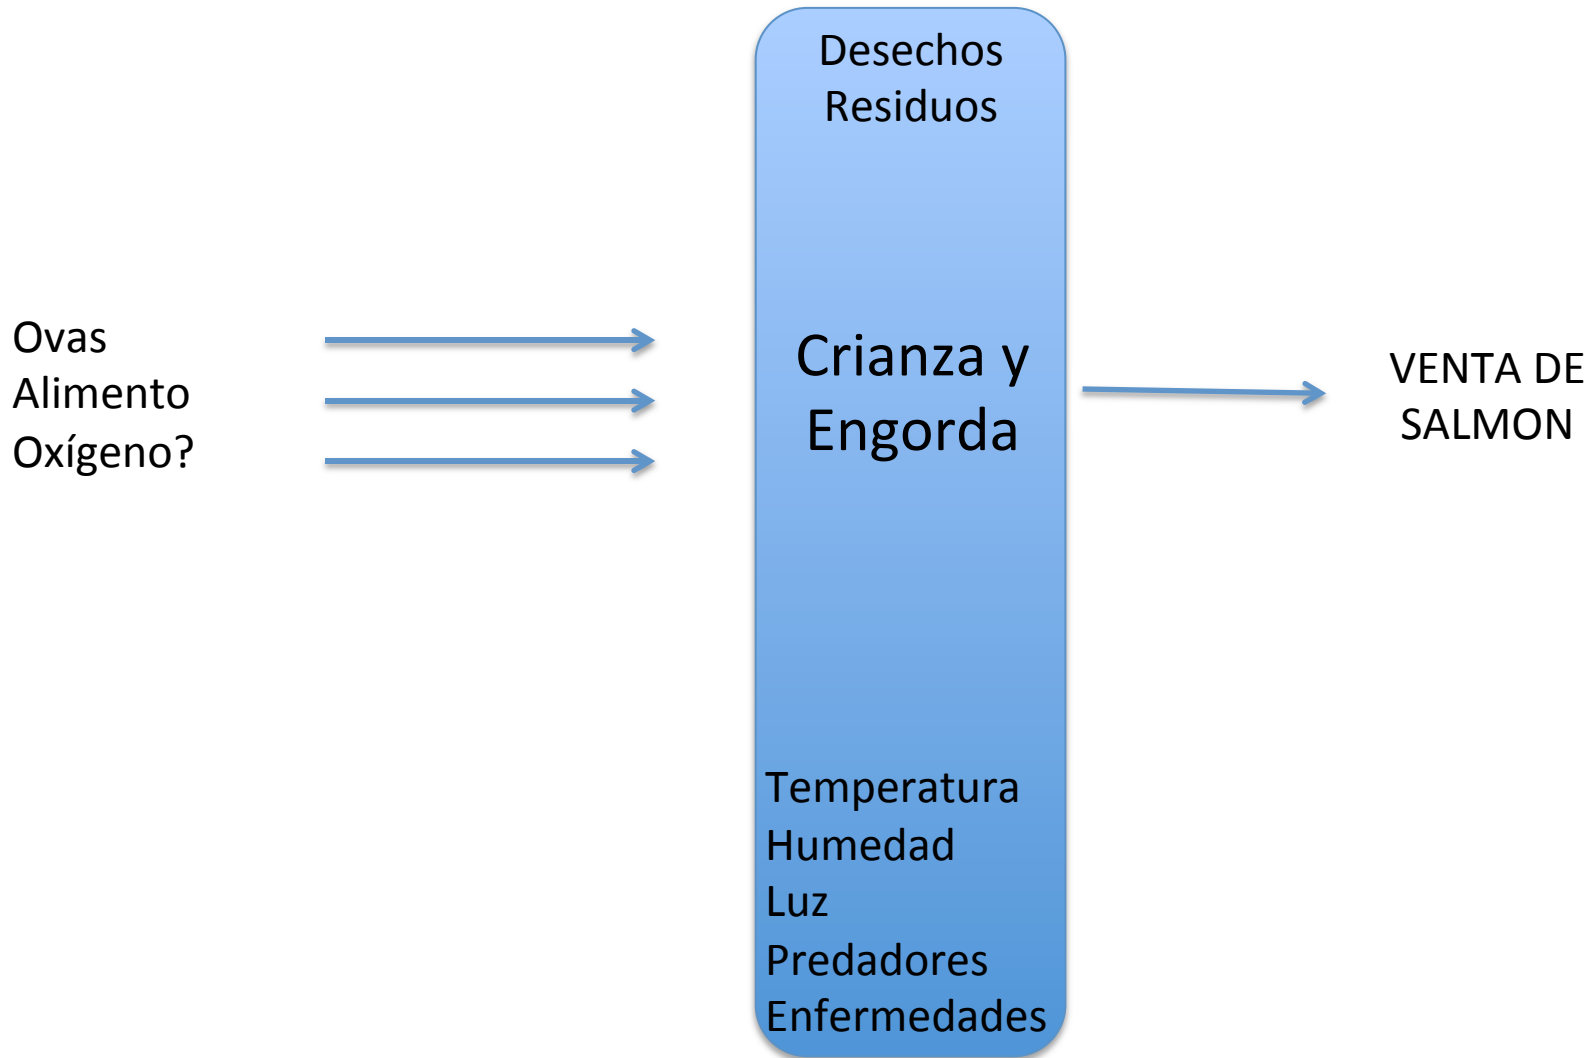 Desechos
Residuos
Ovas
Alimento
Oxígeno?
Crianza y
Engorda
VENTA DE
SALMON
Temperatura
Humedad
Luz
Predadores
Enfermedades